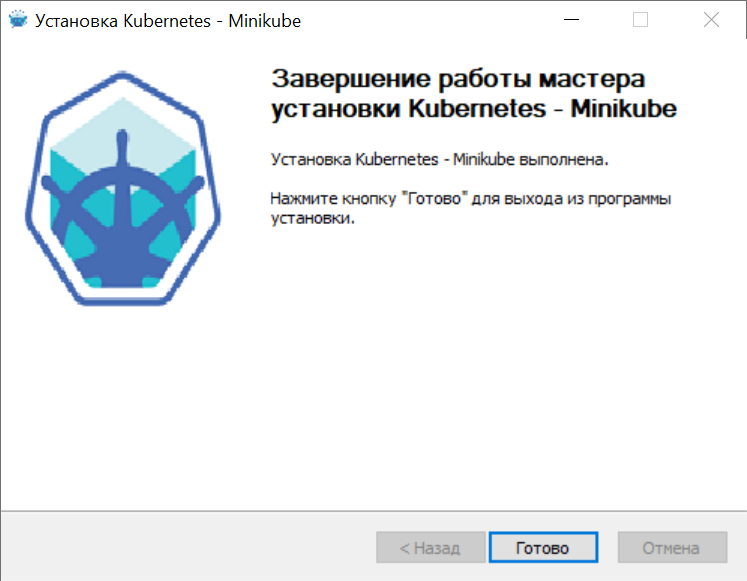 Установка Kubernetes - Minikube
Завершение работы мастера
установки Kubernetes - Minikube
Установка Kubernetes - Minikube выполнена.
Нажмите кнопку "Готово" для выхода из программы
установки.
< Назад
Готово
Отмена